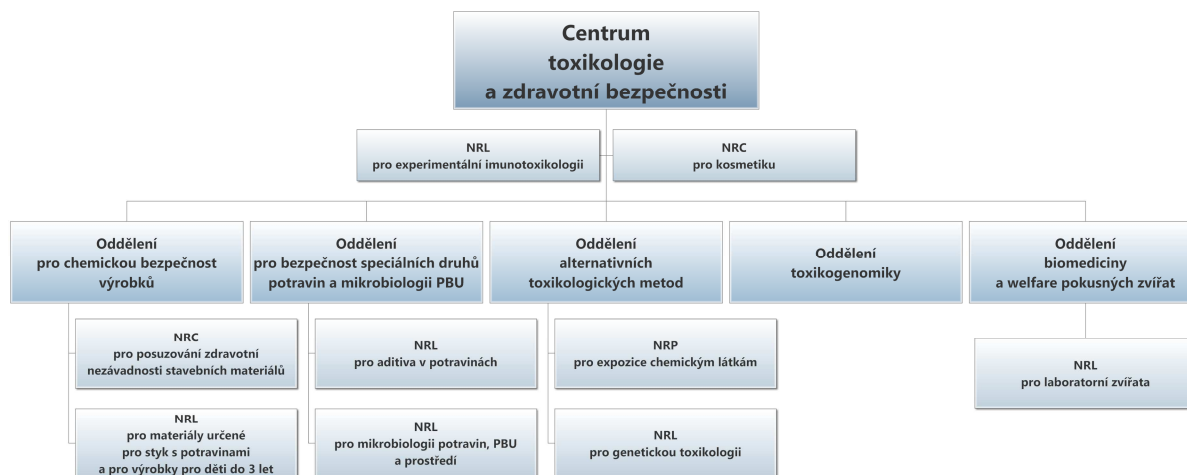 Centrum
toxikologie
a zdravotní bezpečnosti
NRL
pro experimentální imunotoxikologii
NRC
pro kosmetiku
Oddělení
pro chemickou bezpečnost
výrobků
Oddělení
pro bezpečnost speciálních druhů
potravin a mikrobiologii PBU
Oddělení
alternativních
toxikologických metod
Oddělení
toxikogenomiky
Oddělení
biomediciny
a welfare pokusných zvířat
NRC
pro posuzování zdravotní
nezávadnosti stavebních materiálů
NRL
pro aditiva v potravinách
NRP
pro expozice chemickým látkám
NRL
pro laboratorní zvířata
NRL
pro materiály určené
pro styk s potravinami
a pro výrobky pro děti do 3 let
NRL
pro mikrobiologii potravin, PBU
a prostředí
NRL
pro genetickou toxikologii